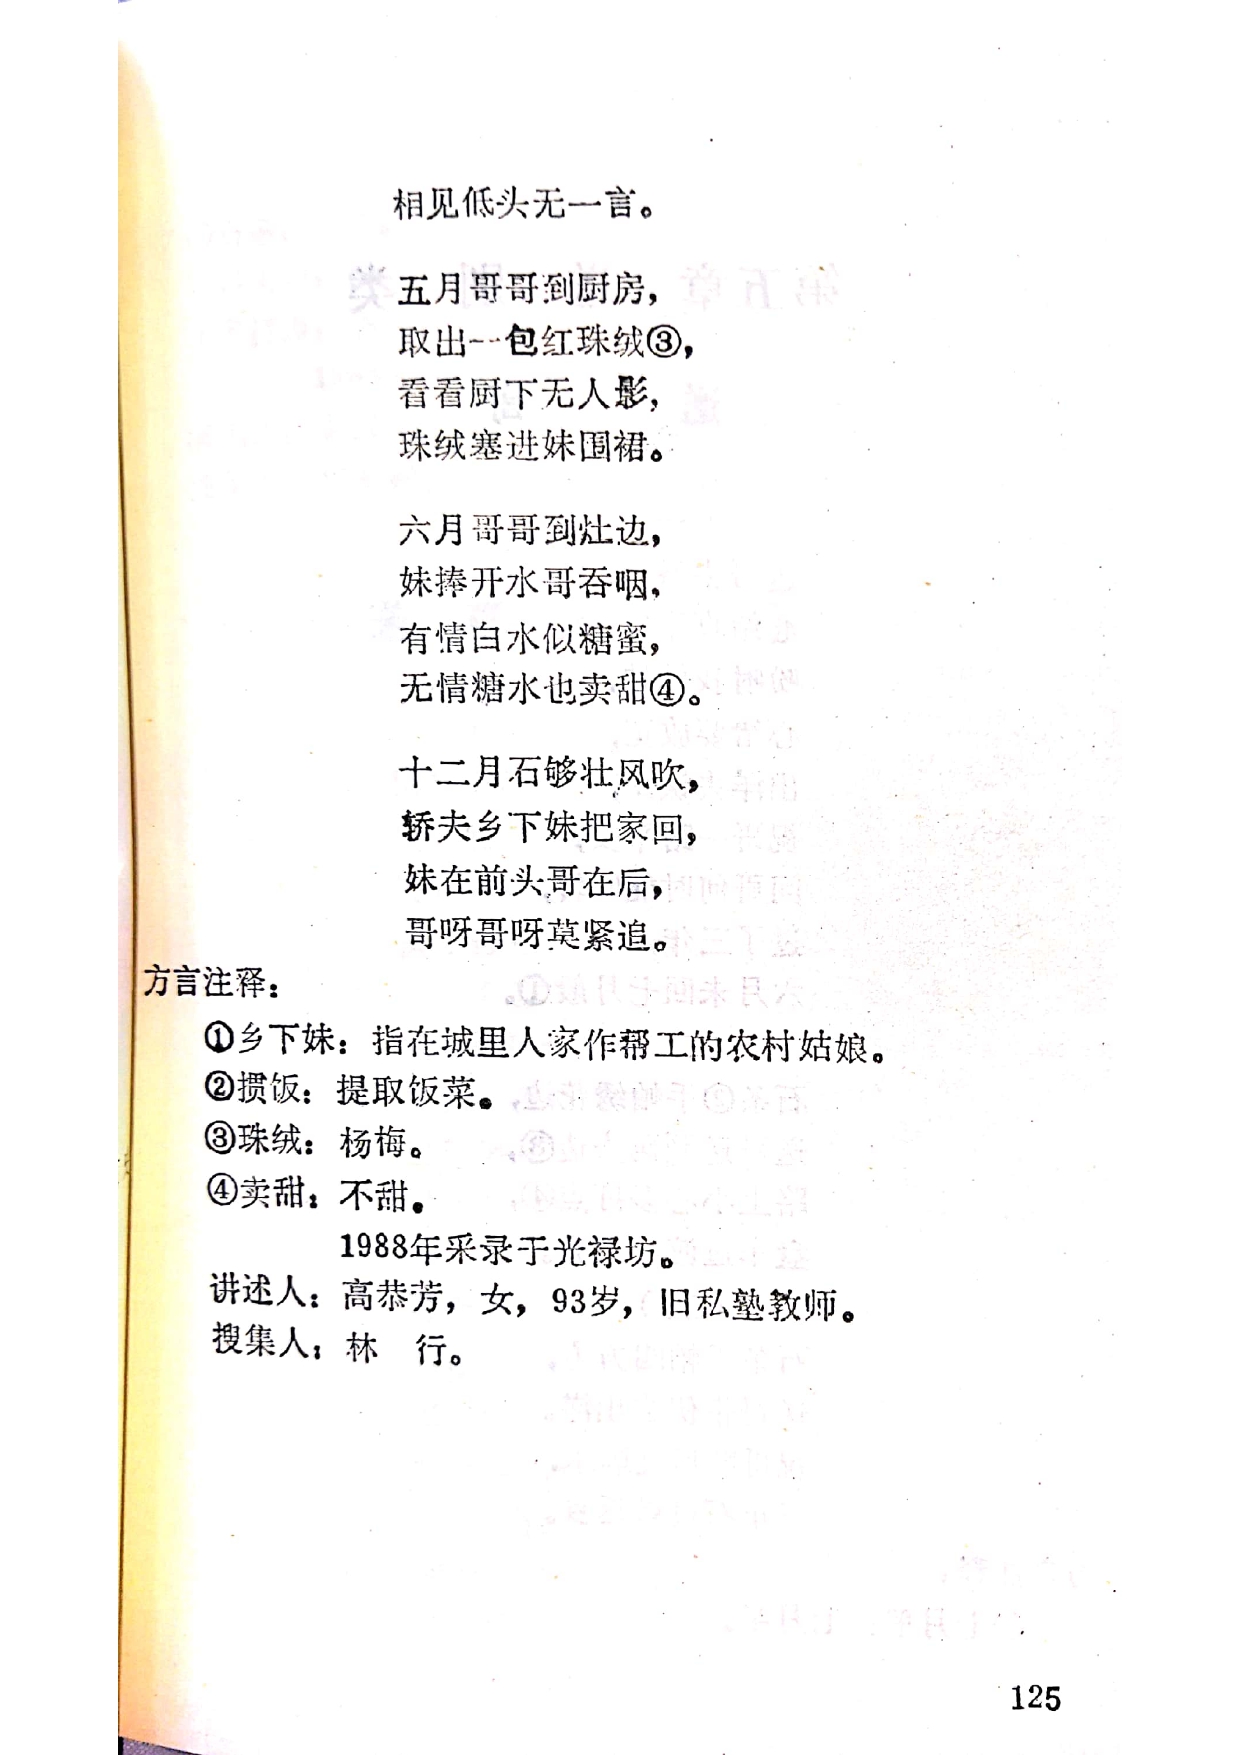 相见低头无一言。
五月哥哥到厨房，
取出一包红珠绒③，
看看厨下无人影，
珠绒塞进妹围裙。
六月哥哥到灶边，
妹捧开水哥吞咽，
有情白水似糖蜜，
无情糖水也卖甜④。
十二月石够壮风吹，
轿夫乡下妹把家回，
妹在前头哥在后，
哥呀哥呀莫紧追。
方言注释：
①乡下妹：指在城里人家作帮工的农村姑娘。
②掼饭：提取饭菜。
③珠绒：杨梅。
④卖甜：不甜。
1988年采录于光禄坊。
讲述人：高恭芳，女，93岁，旧私塾教师。
搜集人：林　行。
125